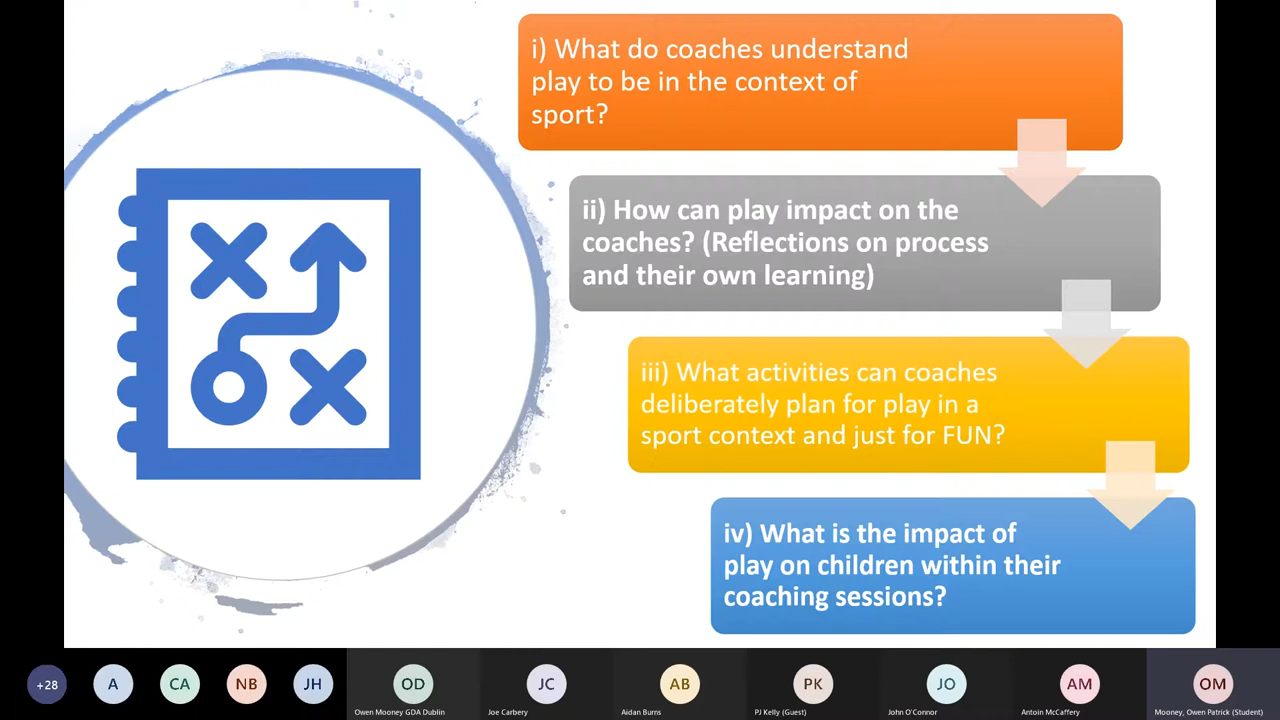 i) What do coaches understand
play to be in the context of
sport?
ii) How can play impact on the
coaches? (Reflections on process
and their own learning)
iii) What activities can coaches
deliberately plan for play in a
sport context and just for FUN?
iv) What is the impact of
play on children within their
coaching sessions?
+28
A
CA
NB
JH
OD
JC
AB
PK
JO
AM
OM
Owen Mooney GDA Dublin
Joe Carbery
Aidan Burns
PJ Kelly (Guest)
John O'Connor
Antoin McCaffery
Mooney, Owen Patrick (Student)